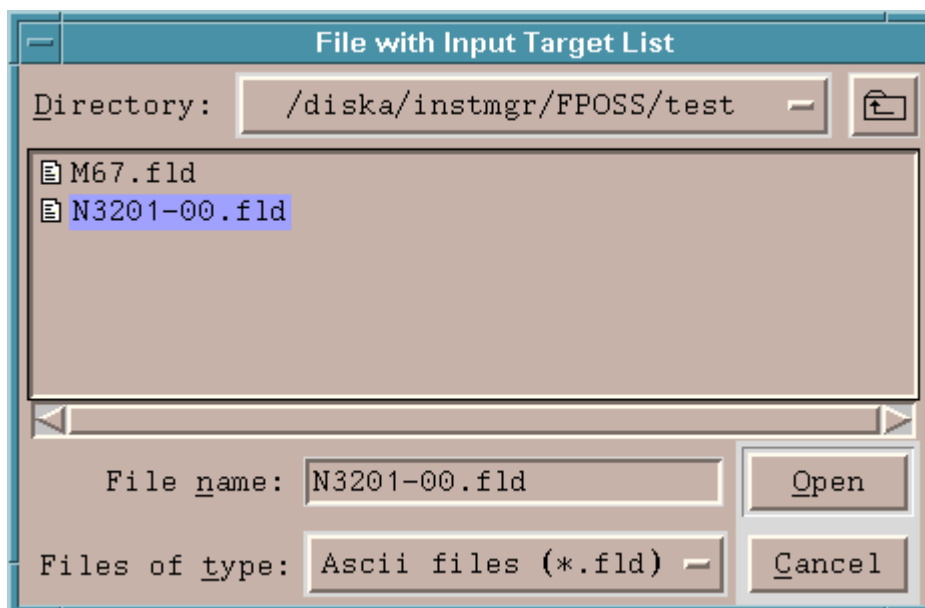 File with Input Target List
Directory: /diska/instmgr/FPOSS/test
M67.fld
N3201-00.fld
File name: N3201-00.fld Open
Files of type: Ascii files (*.fld) Cancel